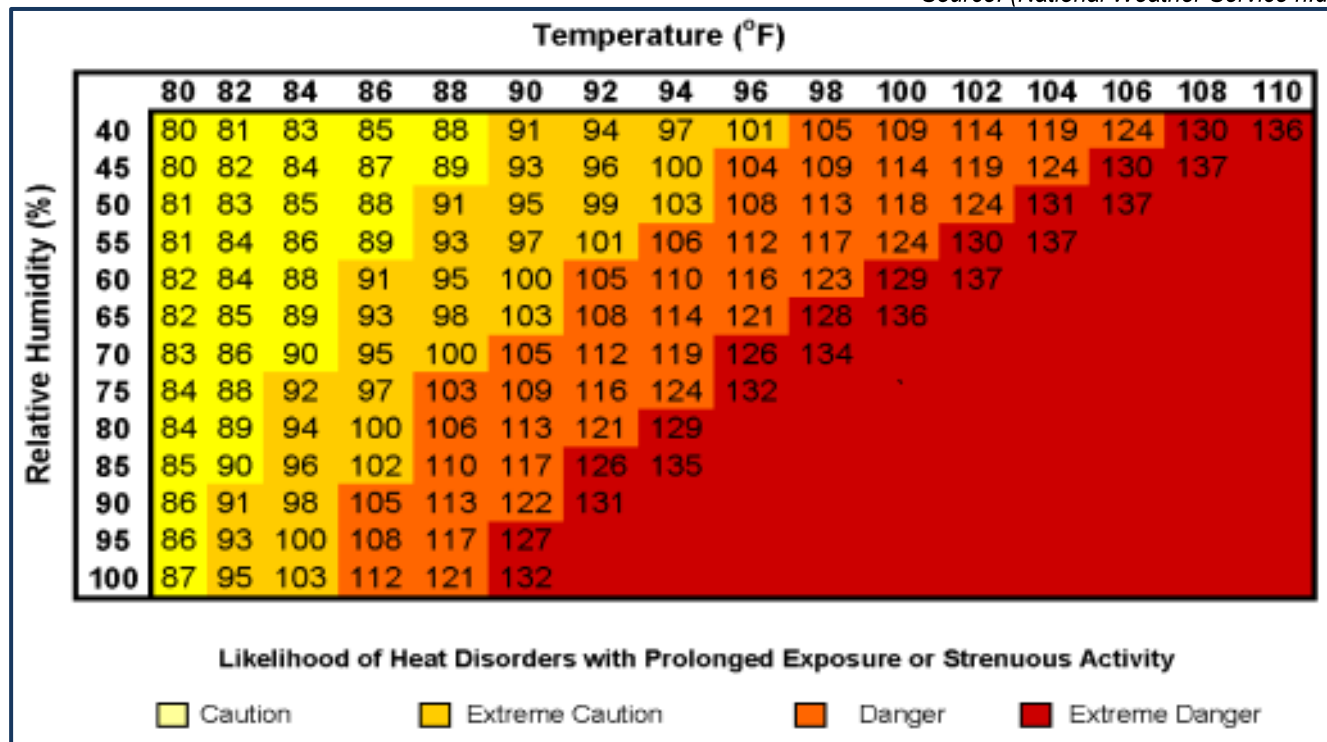 Temperature (°F)
80 82 84 86 88 90 92 94 96 98 100 102 104 106 108 110
Relative Humidity (%)
40 80 81 83 85 88 91 94 97 101 105 109 114 119 124 130 136
45 80 82 84 87 89 93 96 100 104 109 114 119 124 130 137
50 81 83 85 88 91 95 99 103 108 113 118 124 131 137
55 81 84 86 89 93 97 101 106 112 117 124 130 137
60 82 84 88 91 95 100 105 110 116 123 129 137
65 82 85 89 93 98 103 108 114 121 128 136
70 83 86 90 95 100 105 112 119 126 134
75 84 88 92 97 103 109 116 124 132
80 84 89 94 100 106 113 121 129
85 85 90 96 102 110 117 126 135
90 86 91 98 105 113 122 131
95 86 93 100 108 117 127
100 87 95 103 112 121 132
Likelihood of Heat Disorders with Prolonged Exposure or Strenuous Activity
Caution Extreme Caution Danger Extreme Danger